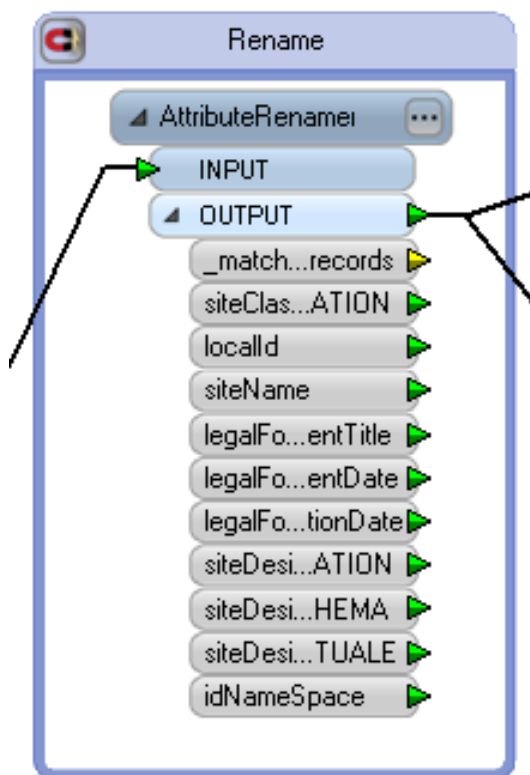 Rename
AttributeRenamer
INPUT
OUTPUT
_match...records
siteClas...ATION
localId
siteName
legalFo...entTitle
legalFo...entDate
legalFo...tionDate
siteDesi...ATION
siteDesi...HEMA
siteDesi...TUALE
idNameSpace